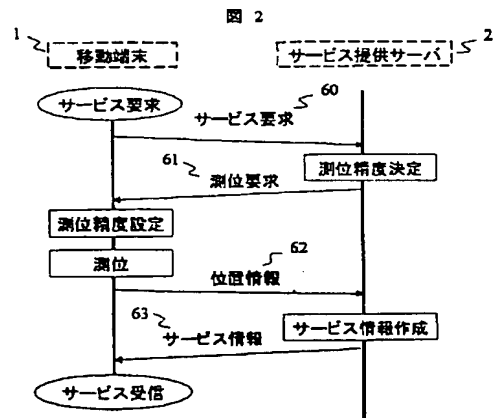 図 2
1
移動端末
サービス提供サーバ
2
サービス要求
サービス要求
60
測位精度決定
61
測位要求
測位精度設定
測位
62
位置情報
63
サービス情報
サービス情報作成
サービス受信